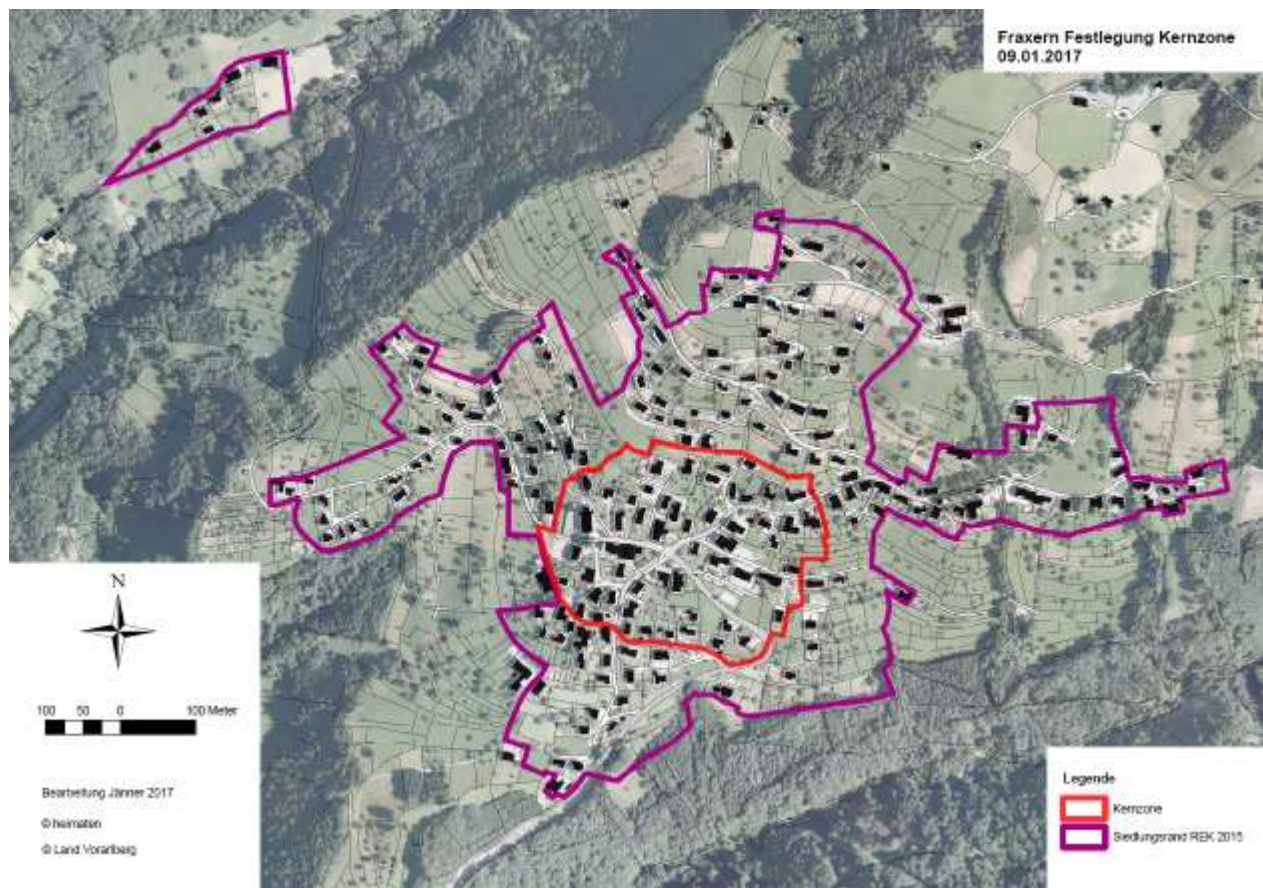 Fraxern Festlegung Kernzone
09.01.2017
N
100 50 0 100 Meter
Bearbeitung Jänner 2017
© heimaten
© Land Vorarlberg
Legende
Kernzone
Siedlungsrand REK 2015